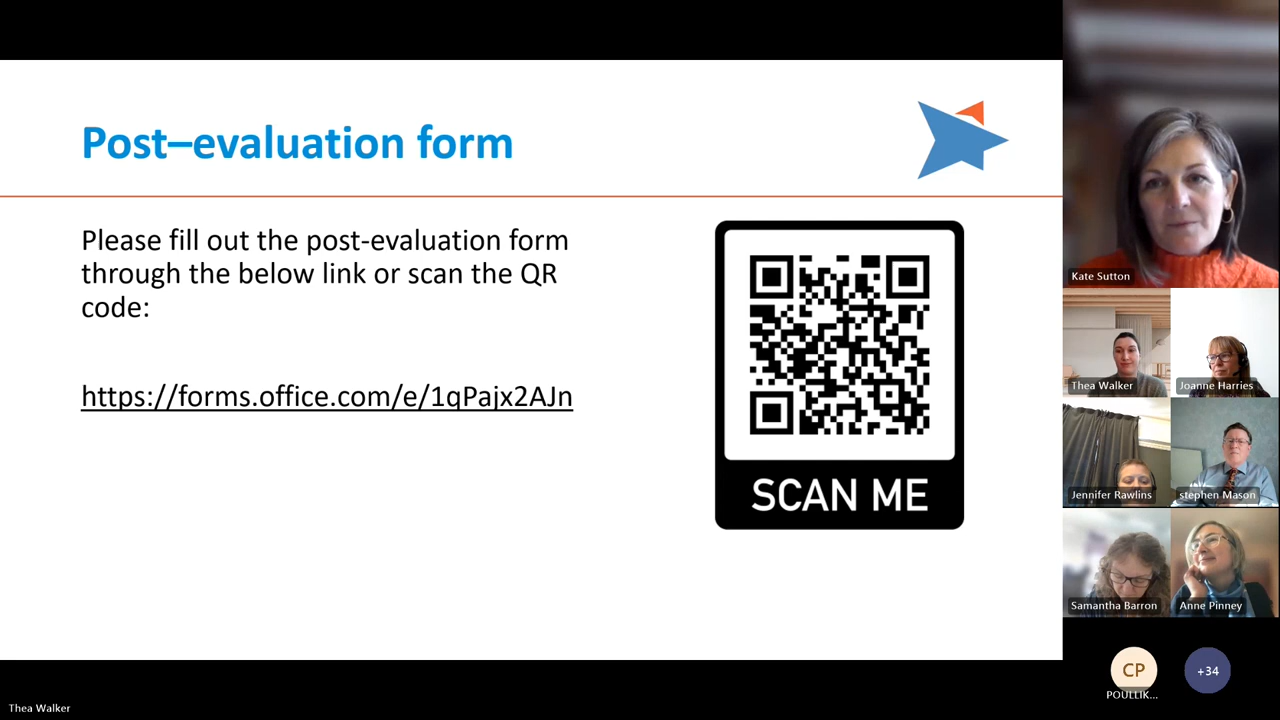 Post–evaluation form
Please fill out the post-evaluation form
through the below link or scan the QR
code:
https://forms.office.com/e/1qPajx2AJn
SCAN ME
Kate Sutton
Thea Walker
Joanne Harries
Jennifer Rawlins
stephen Mason
Samantha Barron
Anne Pinney
CP
+34
POULLIK...
Thea Walker